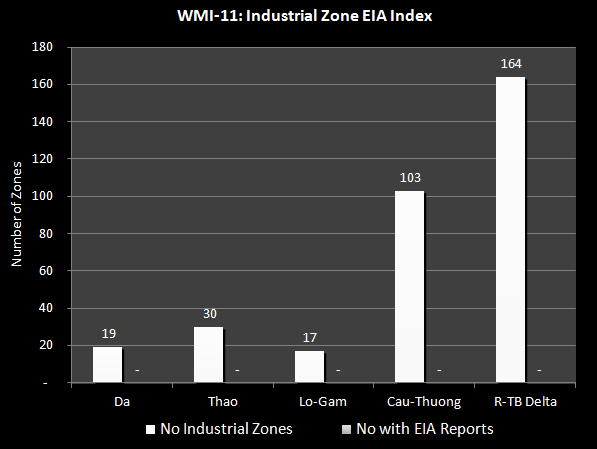 WMI-11: Industrial Zone EIA Index
Number of Zones
180
160
140
120
100
80
60
40
20
-
19
-
30
-
17
-
103
-
164
-
Da
Thao
Lo-Gam
Cau-Thuong
R-TB Delta
No Industrial Zones
No with EIA Reports